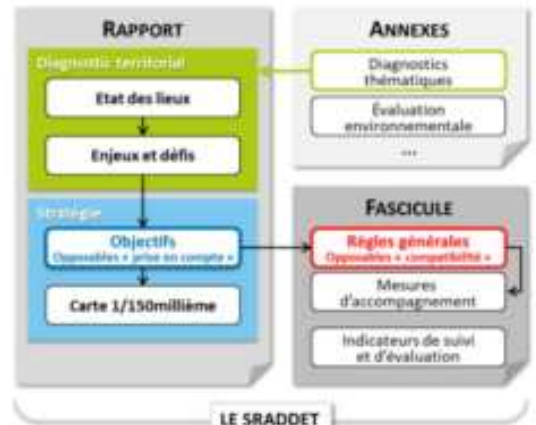 RAPPORT
Diagnostic territorial
Etat des lieux
Enjeux et défis
Stratégie
Objectifs
Opposables « prise en compte »
Carte 1/150millième
ANNEXES
Diagnostics
thématiques
Évaluation
environnementale
...
FASCICULE
Règles générales
Opposables « compatibilité »
Mesures
d'accompagnement
Indicateurs de suivi
et d'évaluation
LE SRADDET